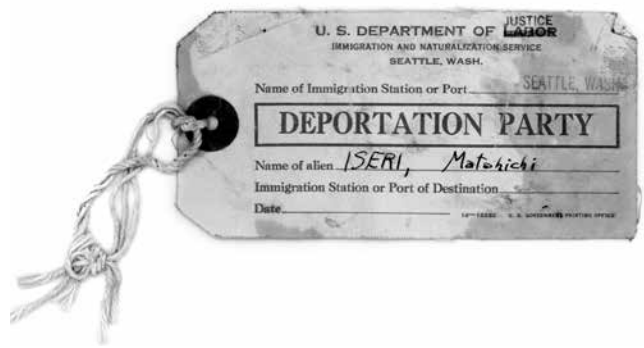 JUSTICE
U. S. DEPARTMENT OF LABOR
IMMIGRATION AND NATURALIZATION SERVICE
SEATTLE, WASH.
Name of Immigration Station or Port SEATTLE, WASH.
DEPORTATION PARTY
Name of alien ISERI, Matahichi
Immigration Station or Port of Destination
Date
U. S. GOVERNMENT PRINTING OFFICE